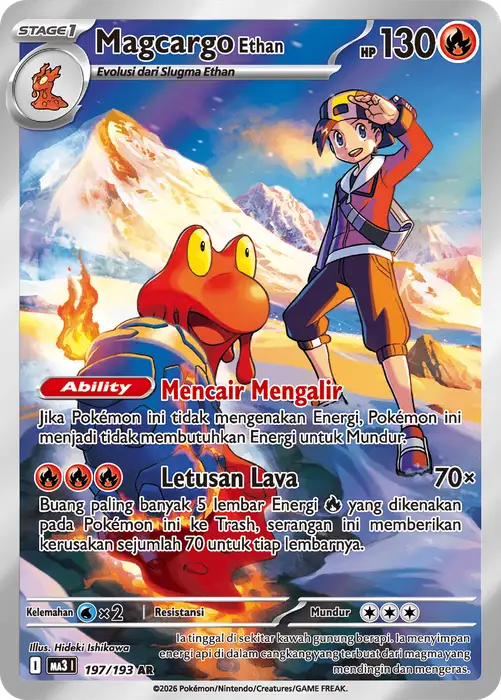 STAGE1
Magcargo Ethan
HP 130
Evolusi dari Slugma Ethan
Ability Mencair Mengalir
Jika Pokémon ini tidak mengenakan Energi, Pokémon ini
menjadi tidak membutuhkan Energi untuk Mundur.
Letusan Lava 70×
Buang paling banyak 5 lembar Energi yang dikenakan
pada Pokémon ini ke Trash, serangan ini memberikan
kerusakan sejumlah 70 untuk tiap lembarnya.
Kelemahan ×2 Resistansi Mundur
Illus. Hideki Ishikawa
I MA3 I 197/193 AR
Ia tinggal di sekitar kawah gunung berapi. Ia menyimpan
energi api di dalam cangkang yang terbuat dari magma yang
mendingin dan mengeras.
©2026 Pokémon/Nintendo/Creatures/GAME FREAK.